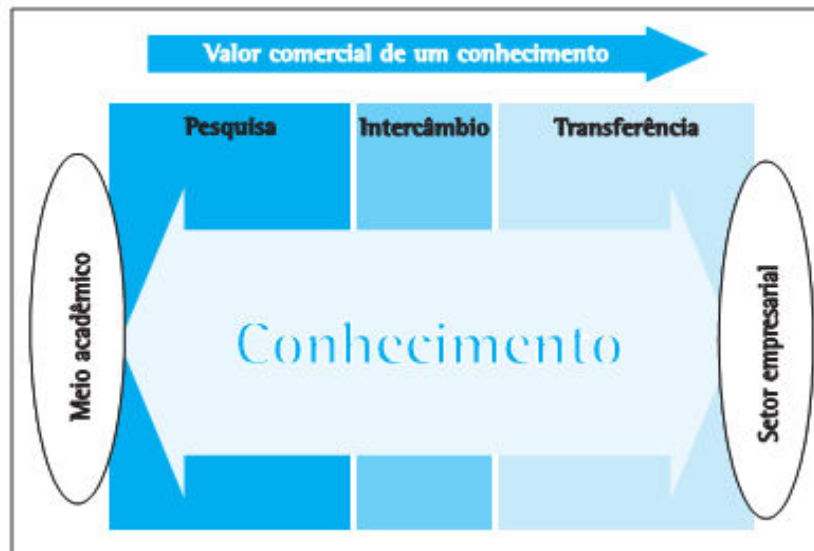 Valor comercial de um conhecimento
Pesquisa
Intercâmbio
Transferência
Meio acadêmico
Conhecimento
Setor empresarial